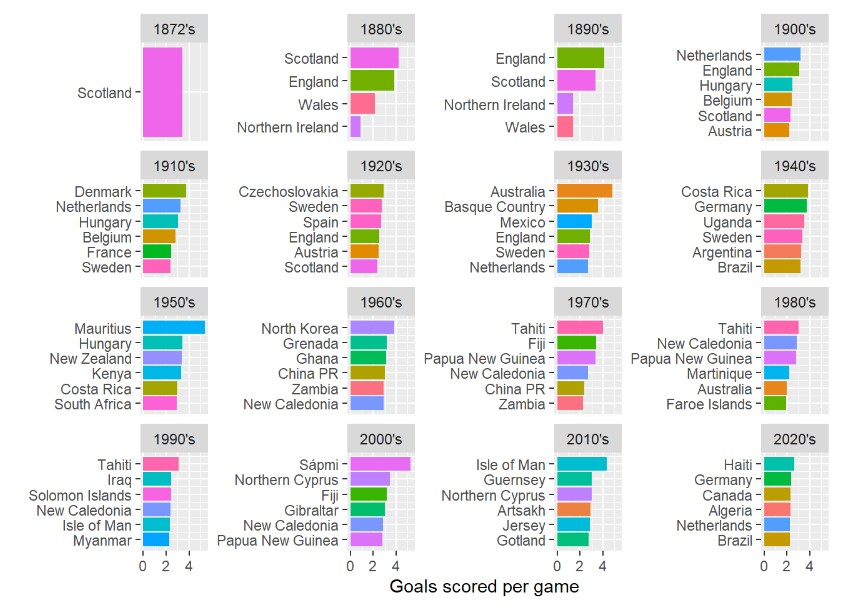 1872's
Scotland
1880's
Scotland
England
Wales
Northern Ireland
1890's
England
Scotland
Northern Ireland
Wales
1900's
Netherlands
England
Hungary
Belgium
Scotland
Austria
1910's
Denmark
Netherlands
Hungary
Belgium
France
Sweden
1920's
Czechoslovakia
Sweden
Spain
England
Austria
Scotland
1930's
Australia
Basque Country
Mexico
England
Sweden
Netherlands
1940's
Costa Rica
Germany
Uganda
Sweden
Argentina
Brazil
1950's
Mauritius
Hungary
New Zealand
Kenya
Costa Rica
South Africa
1960's
North Korea
Grenada
Ghana
China PR
Zambia
New Caledonia
1970's
Tahiti
Fiji
Papua New Guinea
New Caledonia
China PR
Zambia
1980's
Tahiti
New Caledonia
Papua New Guinea
Martinique
Australia
Faroe Islands
1990's
Tahiti
Iraq
Solomon Islands
New Caledonia
Isle of Man
Myanmar
0 2 4
2000's
Sápmi
Northern Cyprus
Fiji
Gibraltar
New Caledonia
Papua New Guinea
0 2 4
2010's
Isle of Man
Guernsey
Northern Cyprus
Artsakh
Jersey
Gotland
0 2 4
2020's
Haiti
Germany
Canada
Algeria
Netherlands
Brazil
0 2 4
Goals scored per game